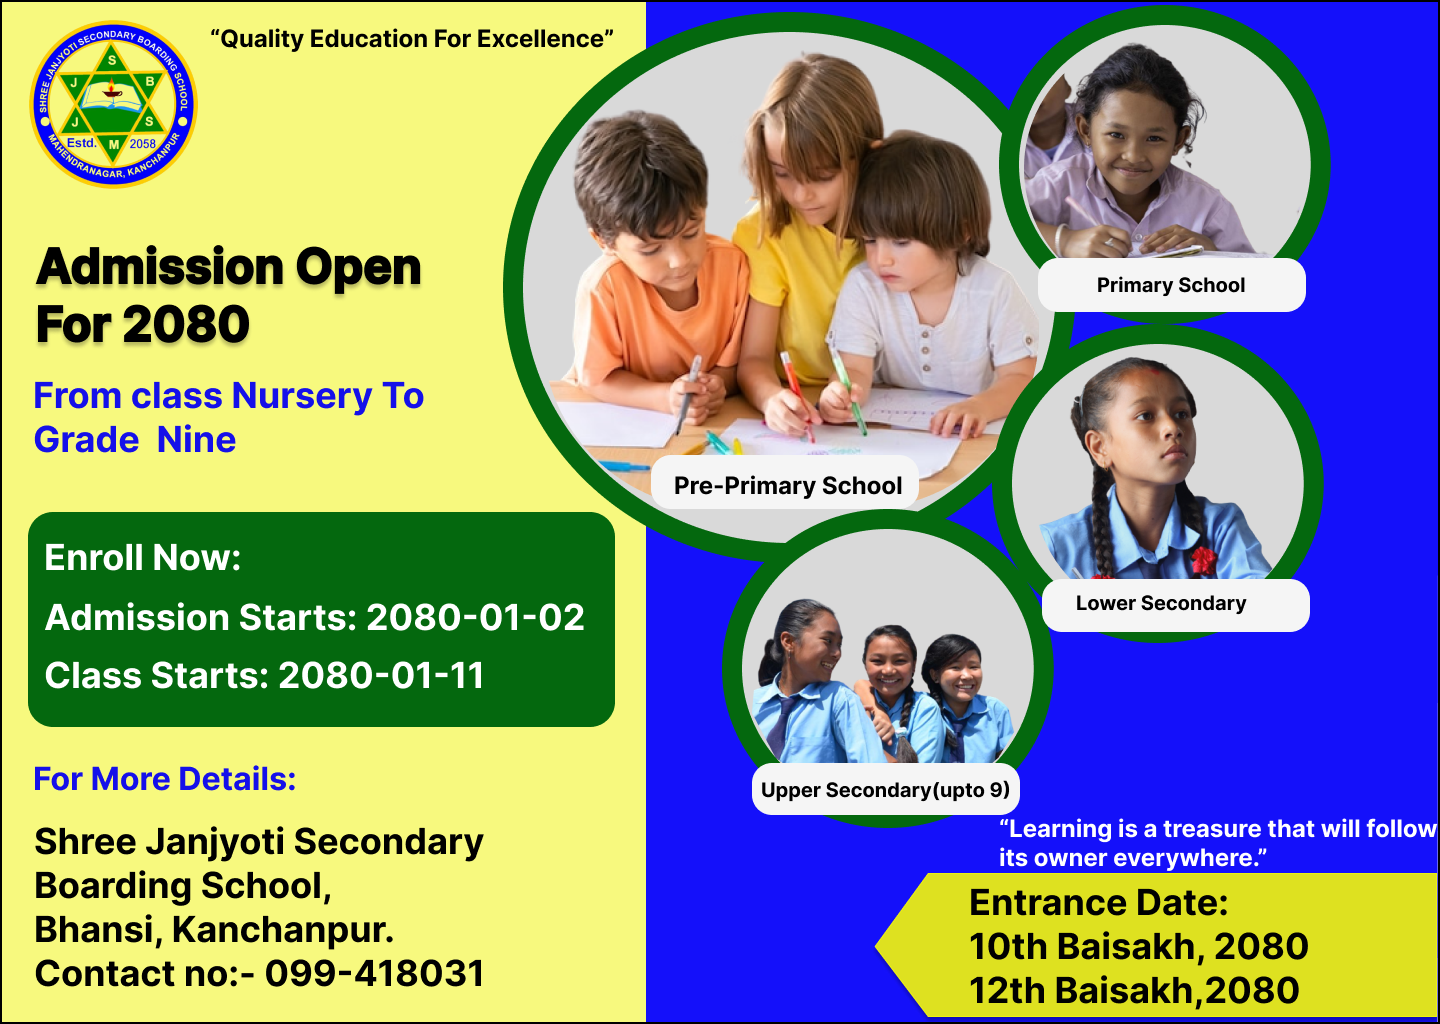 SHREE JANJYOTI SECONDARY BOARDING SCHOOL
S
J B
J S
Estd. M 2058
MAHENDRANAGAR, KANCHANPUR
“Quality Education For Excellence”
Admission Open
For 2080
From class Nursery To
Grade Nine
Enroll Now:
Admission Starts: 2080-01-02
Class Starts: 2080-01-11
For More Details:
Shree Janjyoti Secondary
Boarding School,
Bhansi, Kanchanpur.
Contact no:- 099-418031
Pre-Primary School
Primary School
Lower Secondary
Upper Secondary(upto 9)
“Learning is a treasure that will follow
its owner everywhere.”
Entrance Date:
10th Baisakh, 2080
12th Baisakh,2080